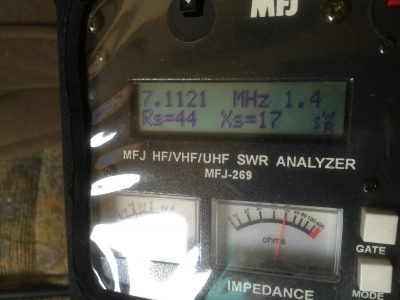 MFJ
7.1121 MHz 1.4
Rs=44 Xs=17 SWR
MFJ HF/VHF/UHF SWR ANALYZER
MFJ-269
ohms
GATE
IMPEDANCE
MODE